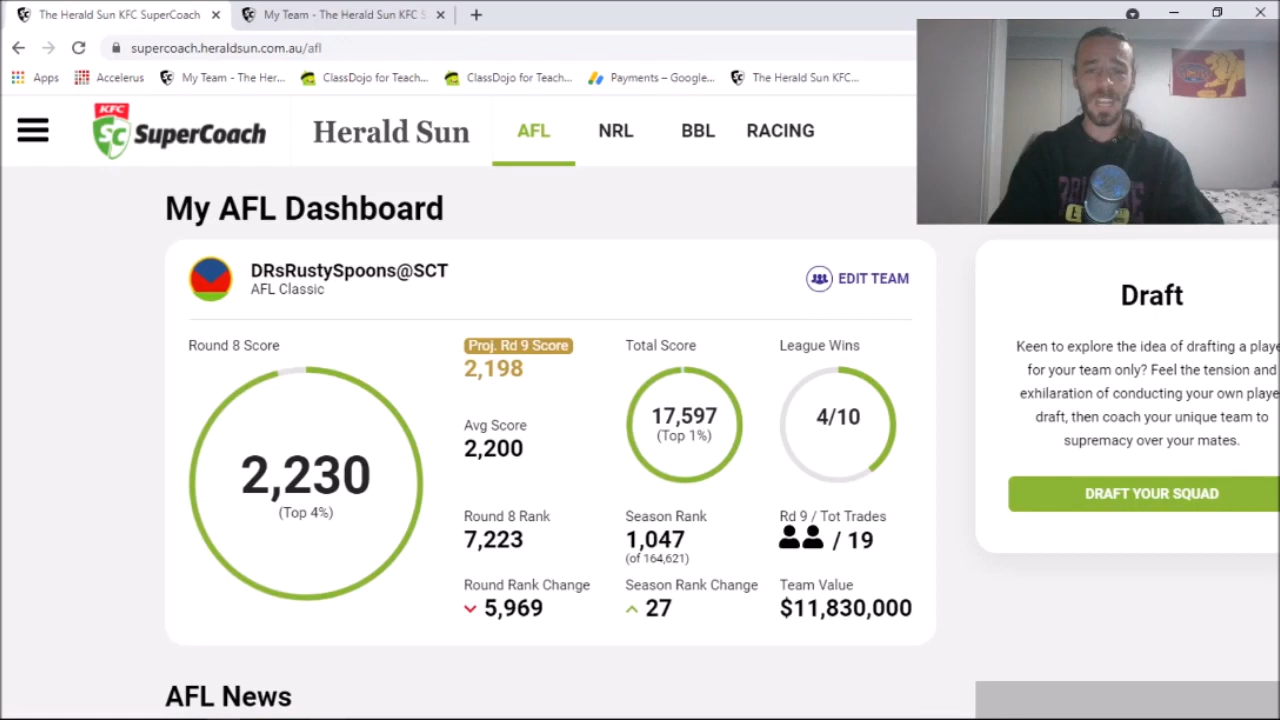 The Herald Sun KFC SuperCoach
My Team - The Herald Sun KFC S
supercoach.heraldsun.com.au/afl
Apps
Accelerus
My Team - The Her...
ClassDojo for Teach...
ClassDojo for Teach...
Payments – Google...
The Herald Sun KFC...
KFC
SC SuperCoach
Herald Sun
AFL
NRL
BBL
RACING
My AFL Dashboard
DRsRustySpoons@SCT
AFL Classic
EDIT TEAM
Round 8 Score
2,230
(Top 4%)
Proj. Rd 9 Score
2,198
Avg Score
2,200
Round 8 Rank
7,223
Round Rank Change
5,969
Total Score
17,597
(Top 1%)
Season Rank
1,047
(of 164,621)
Season Rank Change
27
League Wins
4/10
Rd 9 / Tot Trades
/ 19
Team Value
$11,830,000
Draft
Keen to explore the idea of drafting a playe
for your team only? Feel the tension and
exhilaration of conducting your own playe
draft, then coach your unique team to
supremacy over your mates.
DRAFT YOUR SQUAD
AFL News